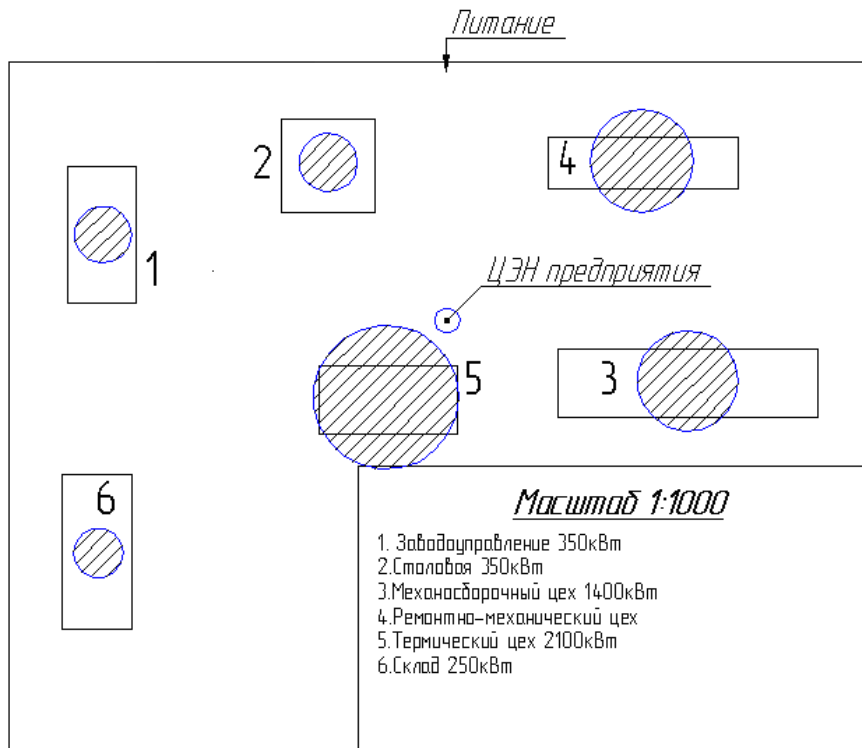 Питание
2
4
1
ЦЭН предприятия
5
3
6
Масштаб 1:1000
1. Заводоуправление 350кВт
2.Столовая 350кВт
3.Механосборочный цех 1400кВт
4.Ремонтно-механический цех
5.Термический цех 2100кВт
6.Склад 250кВт